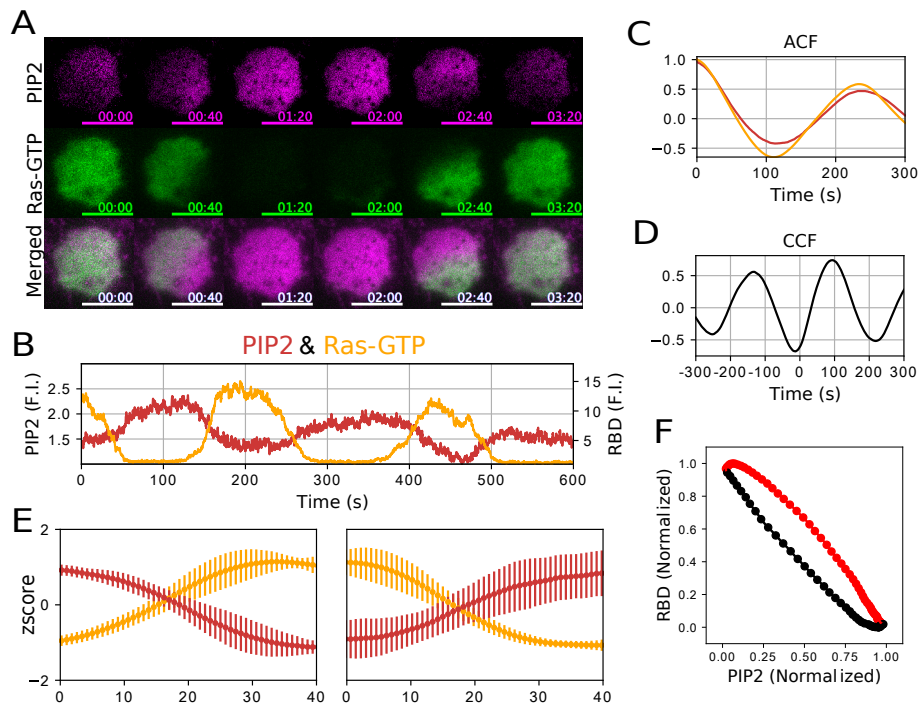 A
PIP2
00:00 00:40 01:20 02:00 02:40 03:20
Ras-GTP
00:00 00:40 01:20 02:00 02:40 03:20
Merged
00:00 00:40 01:20 02:00 02:40 03:20
B
PIP2 & Ras-GTP
PIP2 (F.I.)
2.5
2.0
1.5
RBD (F.I.)
15
10
5
0 100 200 300 400 500 600
Time (s)
C
ACF
1.0
0.5
0.0
−0.5
0 100 200 300
Time (s)
D
CCF
0.5
0.0
−0.5
-300 -200 -100 0 100 200 300
Time (s)
E
zscore
2
0
−2
0 10 20 30 40
0 10 20 30 40
F
RBD (Normalized)
1.0
0.8
0.6
0.4
0.2
0.0
0.00 0.25 0.50 0.75 1.00
PIP2 (Normalized)